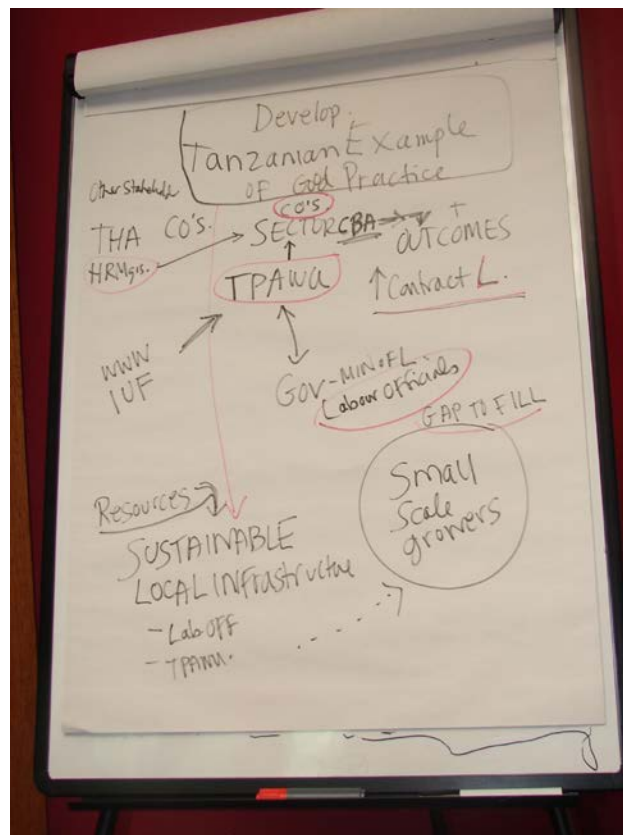 Develop.
Tanzanian Example
of Good Practice
Other Stakeholder
CO'S.
THA CO'S. SECTOR CBA +
HRMgrs. OUTCOMES
TPAWU ↑ Contract L.
WWW
IUF
GOV-MIN OF L
Labour Officials
GAP TO FILL
Small
Scale
growers
Resources
SUSTAINABLE
LOCAL INFrastructure
- Lab OFF
- TPAWU.